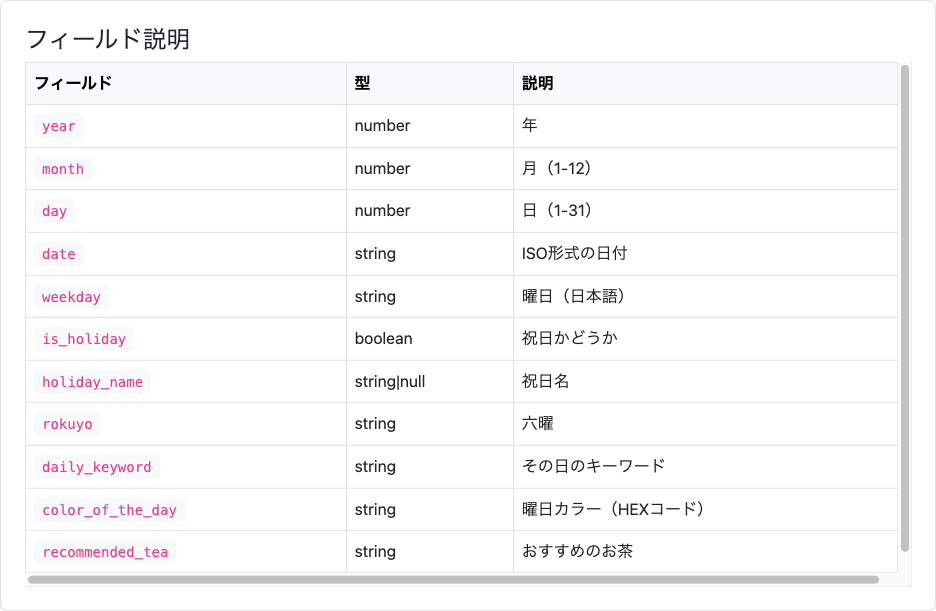 フィールド説明
フィールド 型 説明
year number 年
month number 月（1-12）
day number 日（1-31）
date string ISO形式の日付
weekday string 曜日（日本語）
is_holiday boolean 祝日かどうか
holiday_name string|null 祝日名
rokuyo string 六曜
daily_keyword string その日のキーワード
color_of_the_day string 曜日カラー（HEXコード）
recommended_tea string おすすめのお茶